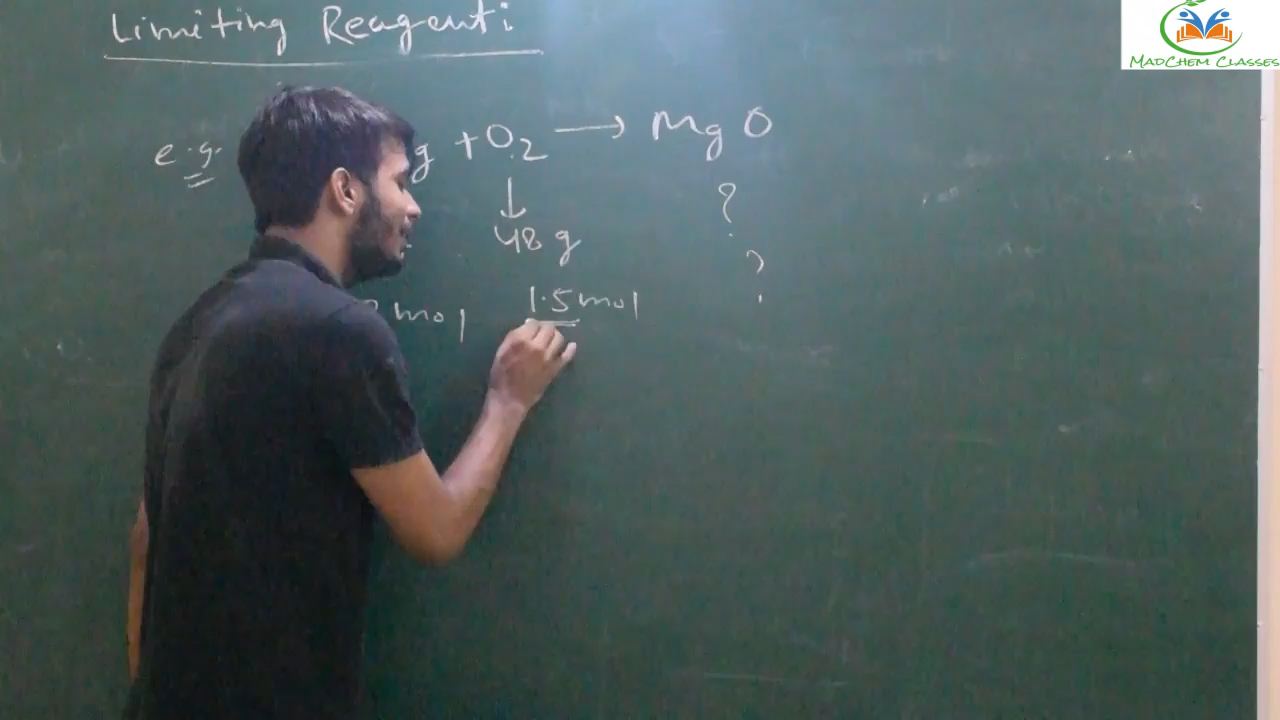 Limiting Reagent:
MADCHEM CLASSES
e.g. g + O2 → MgO
↓ ?
48 g
mol 1.5 mol ?